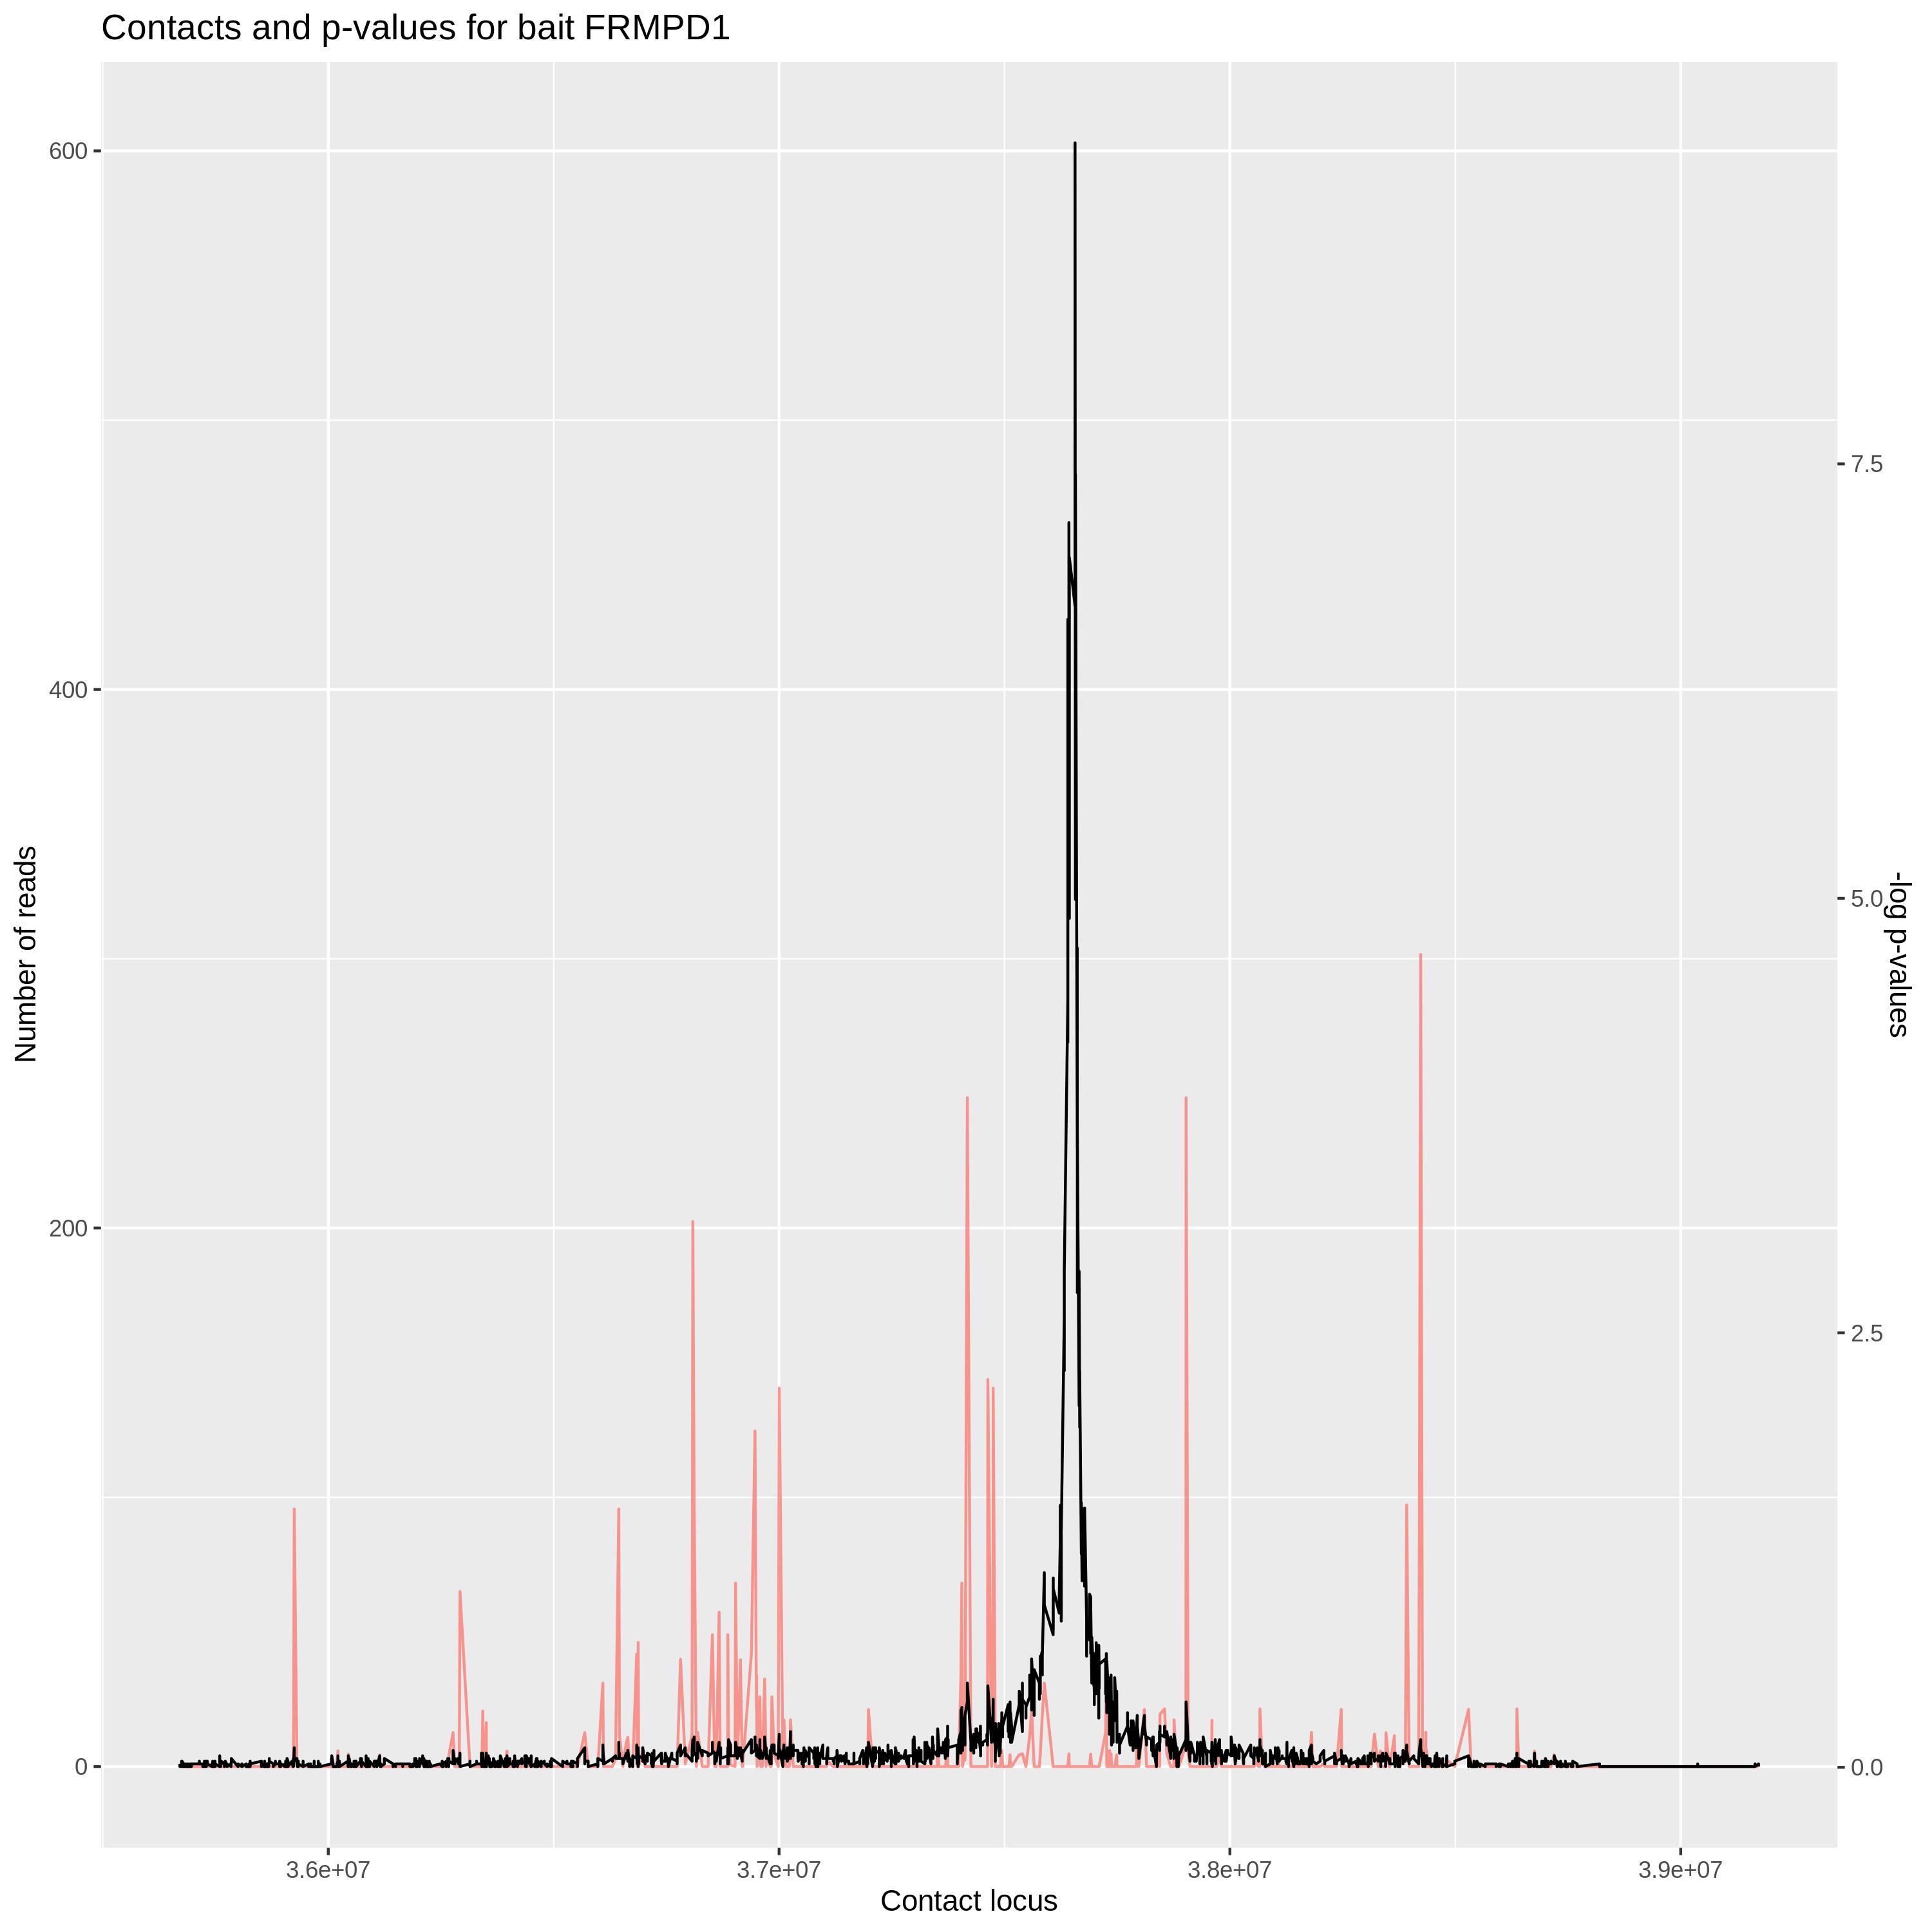 Contacts and p-values for bait FRMPD1
600
400
200
0
Number of reads
7.5
5.0
2.5
0.0
-log p-values
3.6e+07
3.7e+07
3.8e+07
3.9e+07
Contact locus